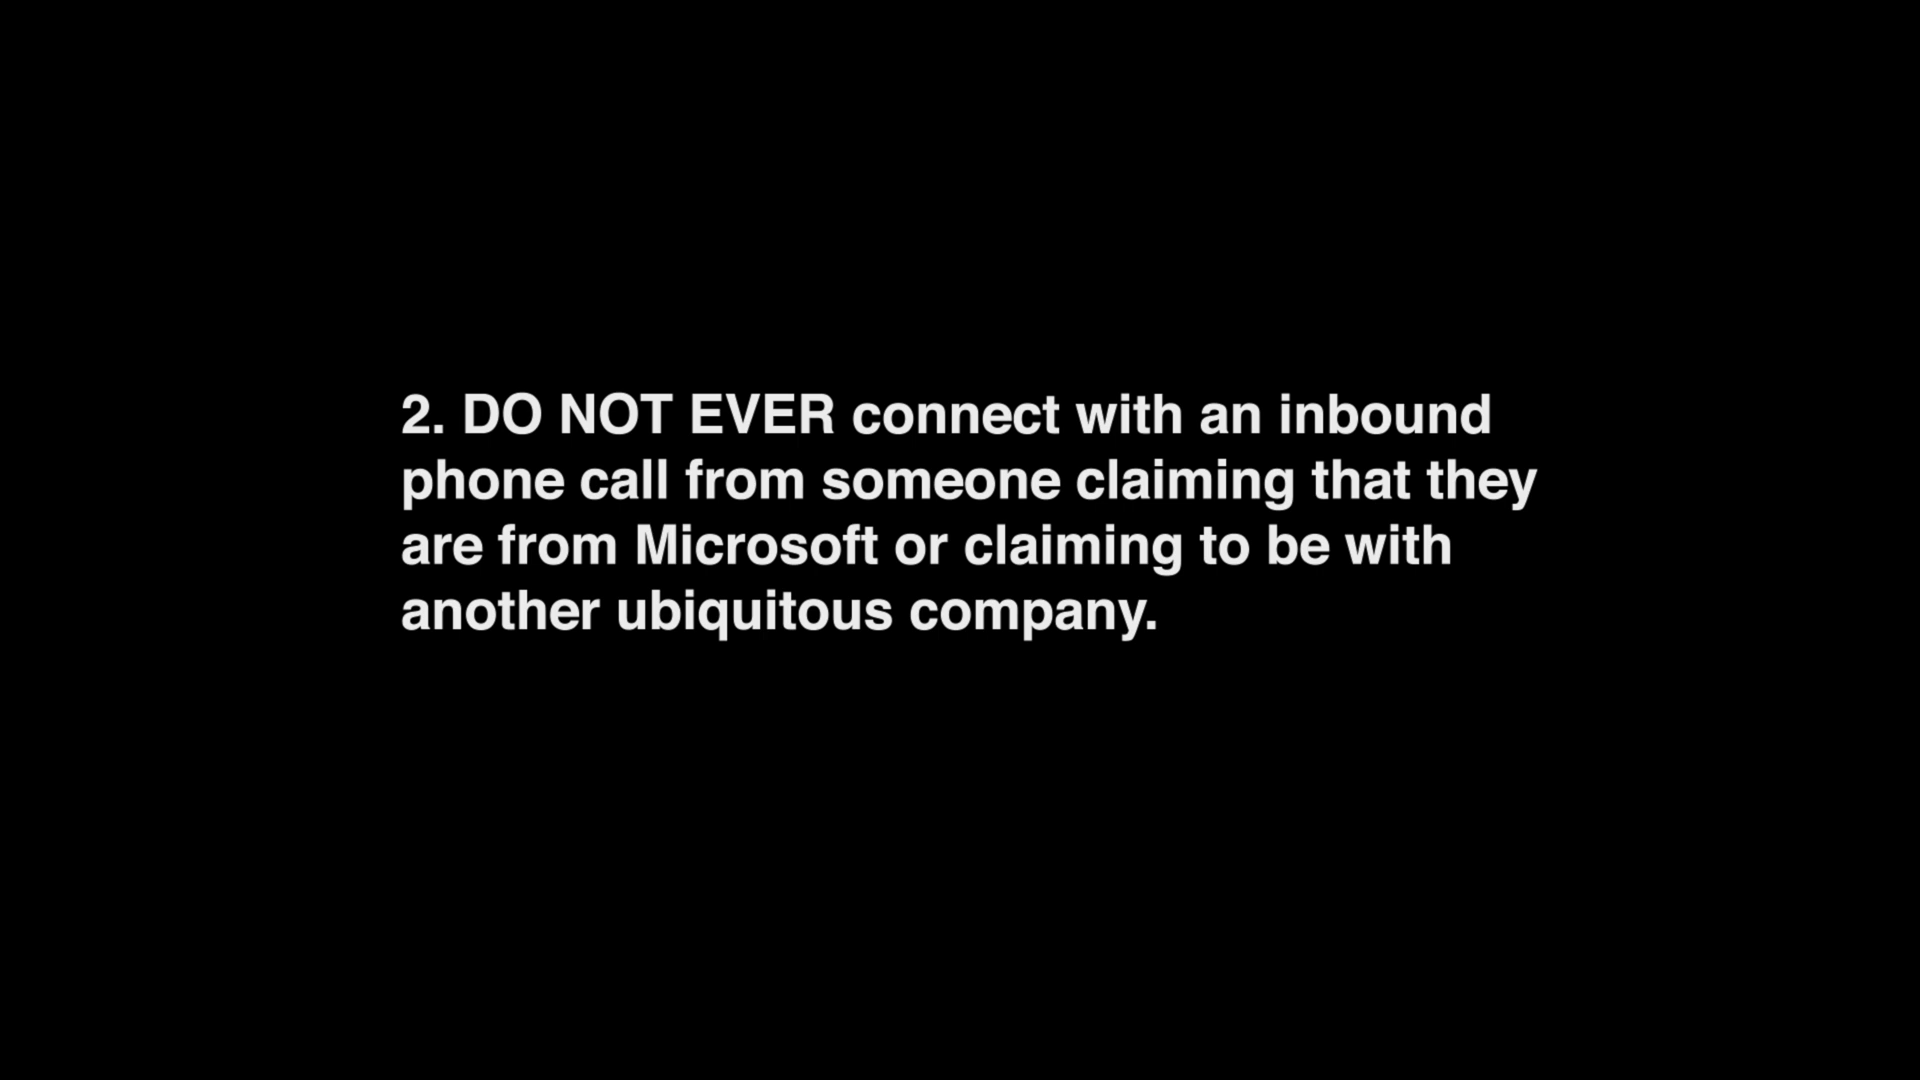 2. DO NOT EVER connect with an inbound
phone call from someone claiming that they
are from Microsoft or claiming to be with
another ubiquitous company.